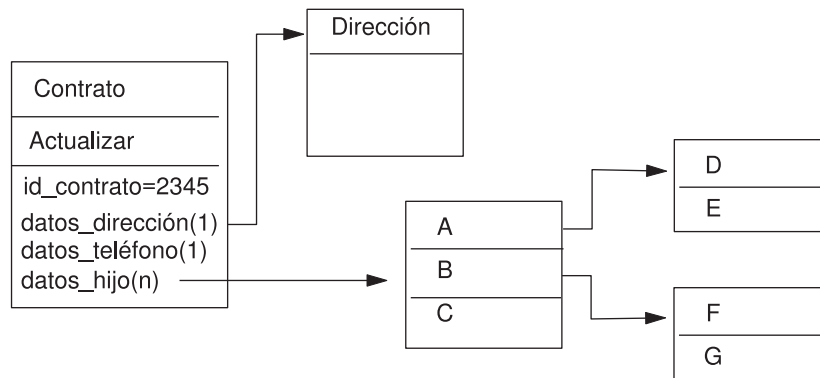 Dirección
Contrato
Actualizar
id_contrato=2345
datos_dirección(1)
datos_teléfono(1)
datos_hijo(n)
A
B
C
D
E
F
G